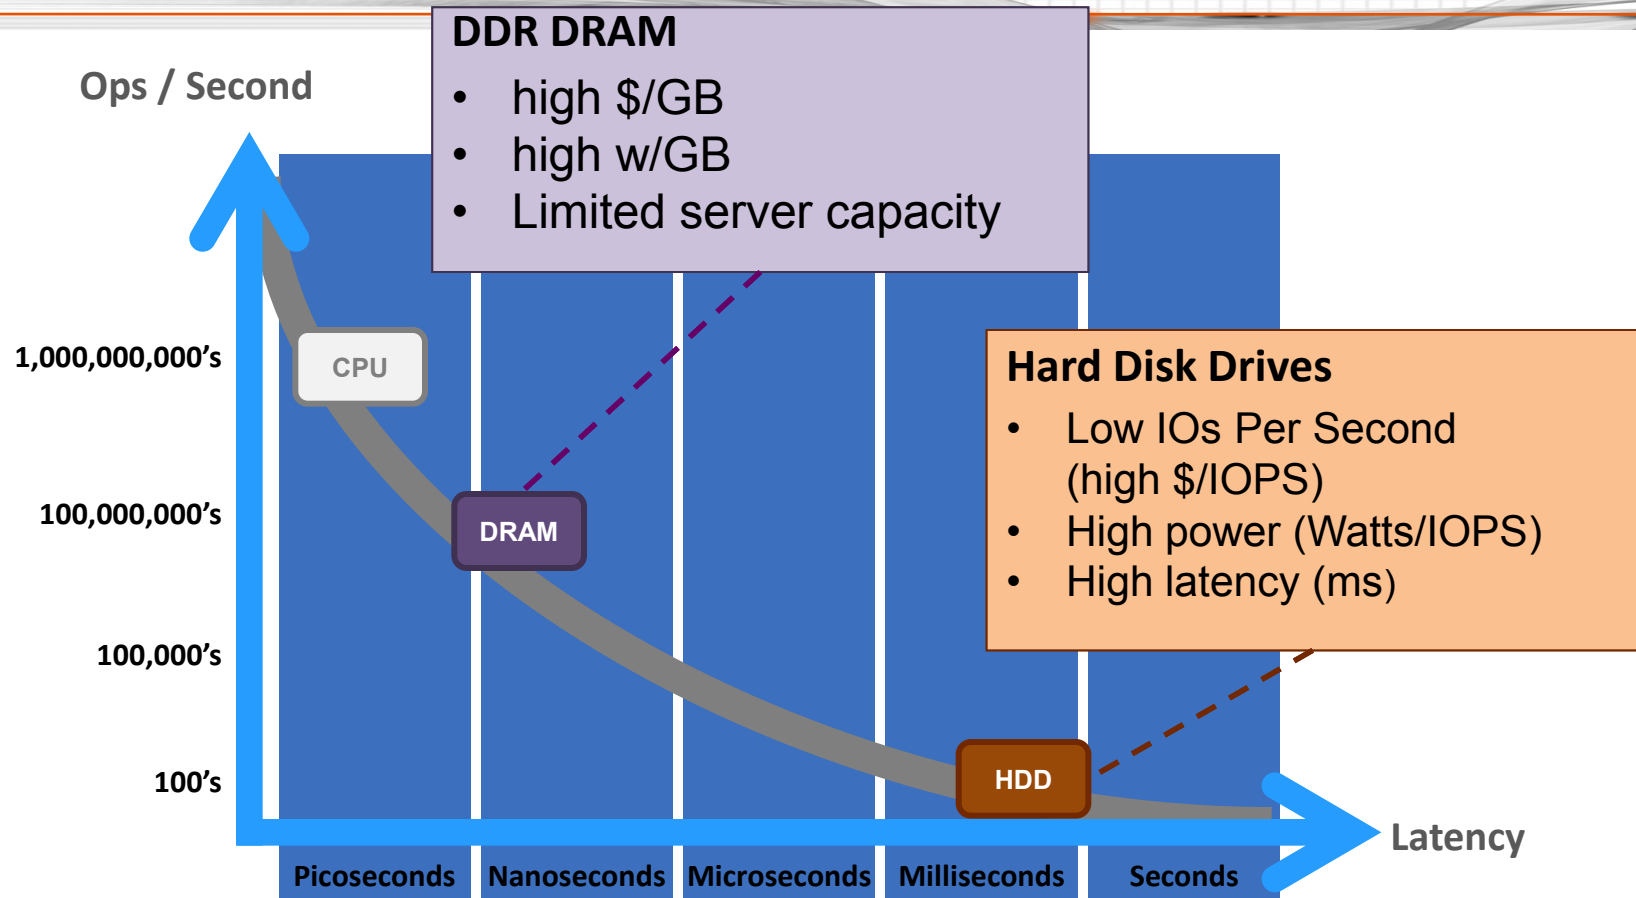 DDR DRAM
• high $/GB
• high w/GB
• Limited server capacity
Ops / Second
1,000,000,000's
100,000,000's
100,000's
100's
CPU
DRAM
HDD
Hard Disk Drives
• Low IOs Per Second
(high $/IOPS)
• High power (Watts/IOPS)
• High latency (ms)
Latency
Picoseconds
Nanoseconds
Microseconds
Milliseconds
Seconds